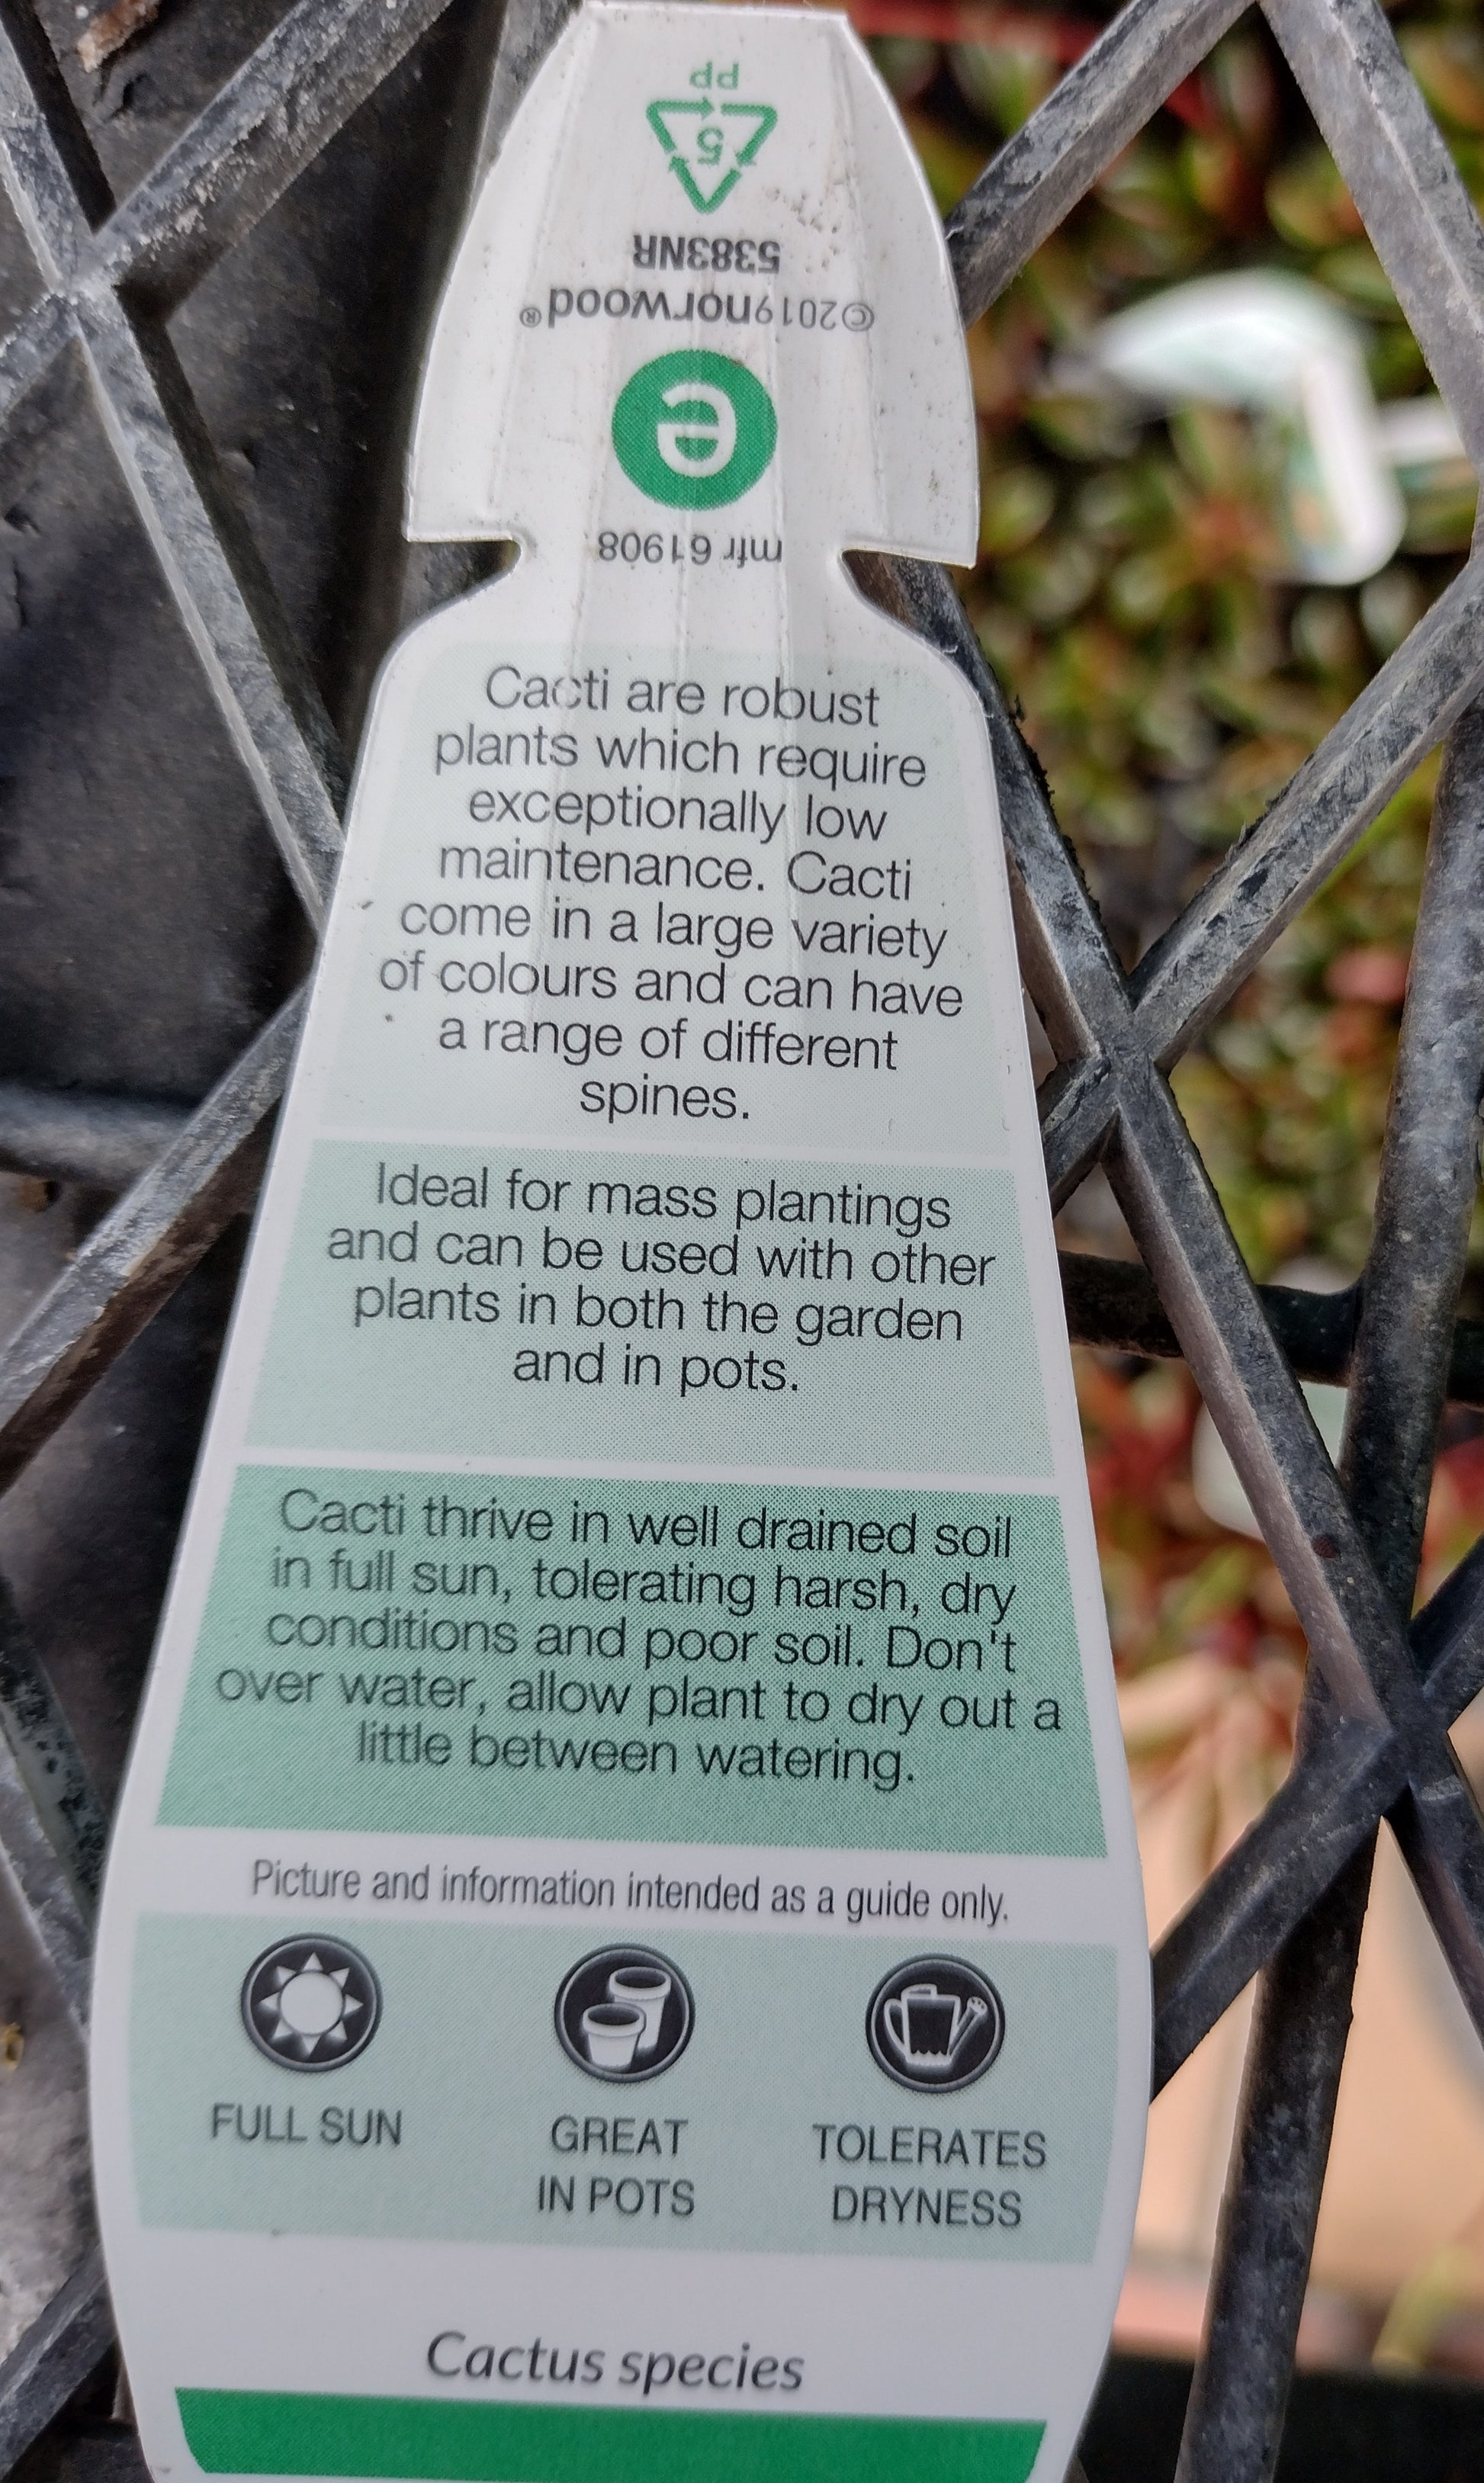 PP
5
5383NR
©2019norwood®
e
mfr 61908
Cacti are robust
plants which require
exceptionally low
maintenance. Cacti
come in a large variety
of colours and can have
a range of different
spines.
Ideal for mass plantings
and can be used with other
plants in both the garden
and in pots.
Cacti thrive in well drained soil
in full sun, tolerating harsh, dry
conditions and poor soil. Don't
over water, allow plant to dry out a
little between watering.
Picture and information intended as a guide only.
FULL SUN
GREAT
IN POTS
TOLERATES
DRYNESS
Cactus species